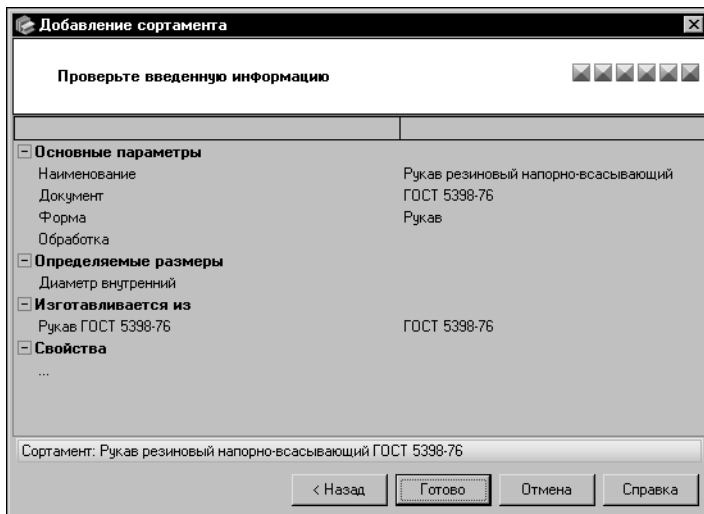 Добавление сортамента
Проверьте введенную информацию
Основные параметры
Наименование Рукав резиновый напорно-всасывающий
Документ ГОСТ 5398-76
Форма Рукав
Обработка
Определяемые размеры
Диаметр внутренний
Изготавливается из
Рукав ГОСТ 5398-76 ГОСТ 5398-76
Свойства
...
Сортамент: Рукав резиновый напорно-всасывающий ГОСТ 5398-76
< Назад Готово Отмена Справка